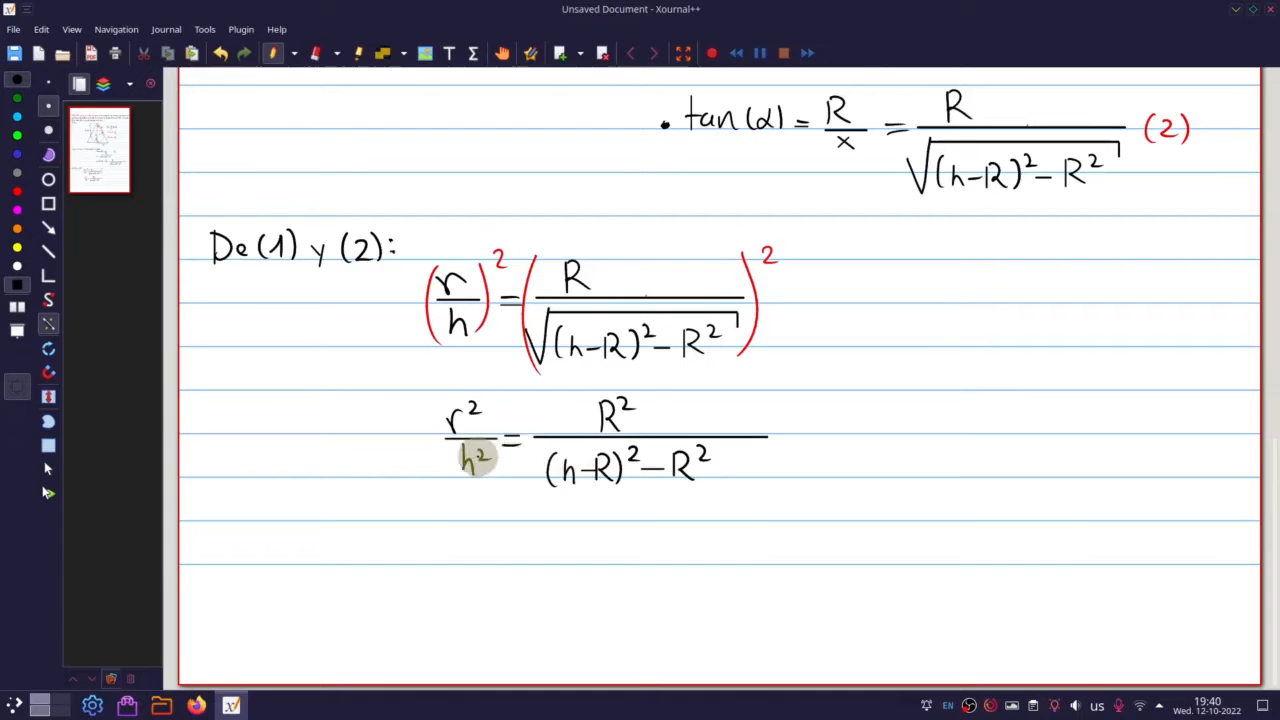 Unsaved Document - Xournal++
File Edit View Navigation Journal Tools Plugin Help
• tan(α) = R/x = R/√((h-R)² - R²) (2)
De (1) y (2):
(r/h)² = (R/√((h-R)² - R²))²
r²/h² = R²/((h-R)² - R²)
EN us 19:40
Wed. 12-10-2022